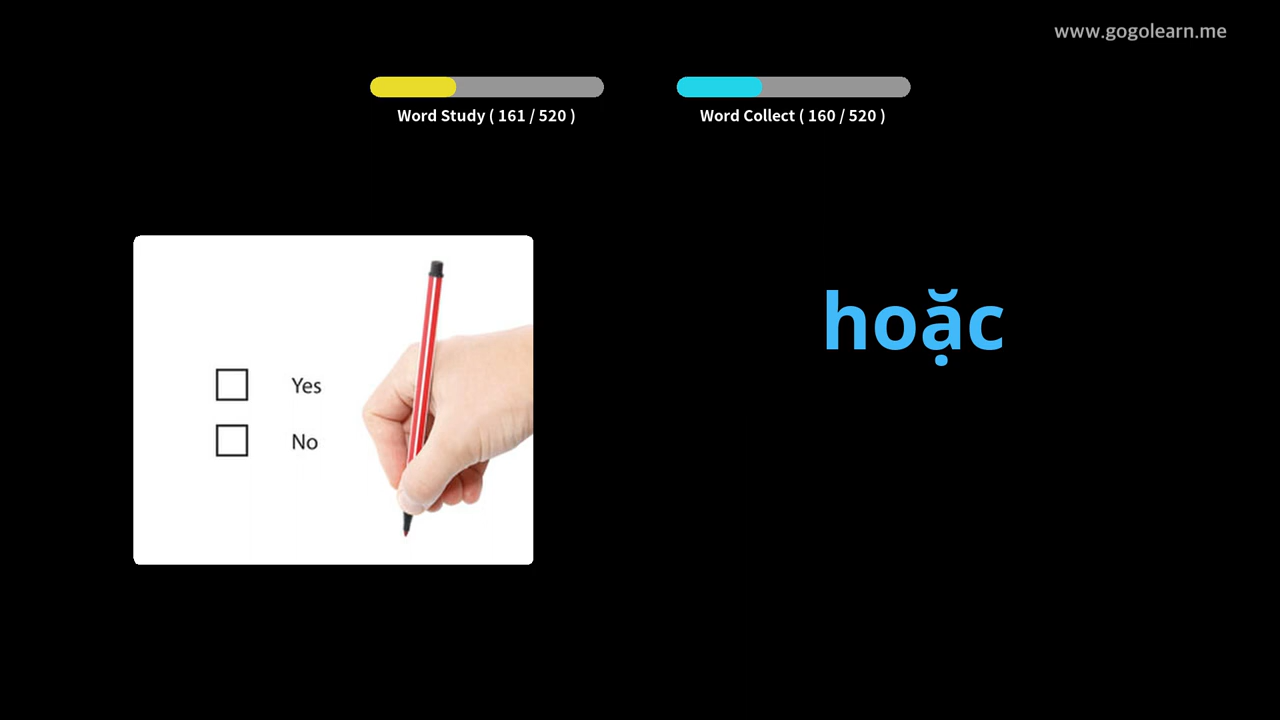 www.gogolearn.me
Word Study ( 161 / 520 )
Word Collect ( 160 / 520 )
hoặc
Yes
No